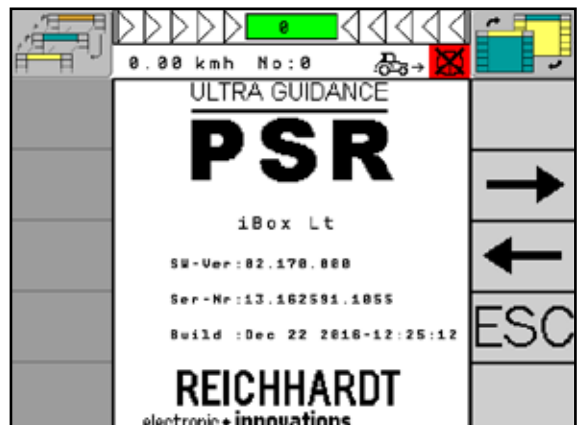 0
0.00 kmh No:0
ULTRA GUIDANCE
PSR
iBox Lt
SW-Ver:02.170.000
Ser-Nr:13.162591.1055
Build :Dec 22 2016-12:25:12
ESC
REICHHARDT
electronic+innovations